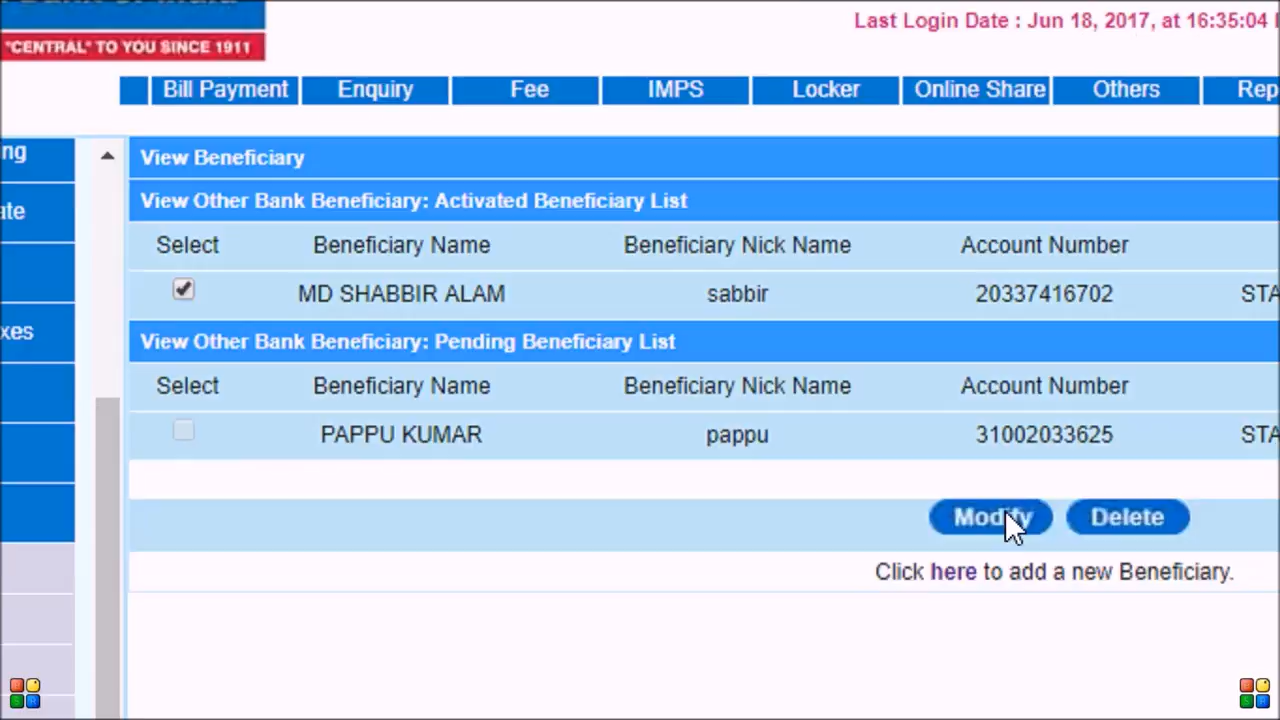 Last Login Date : Jun 18, 2017, at 16:35:04
"CENTRAL" TO YOU SINCE 1911
Bill Payment Enquiry Fee IMPS Locker Online Share Others Rep
ng
ate
xes
View Beneficiary
View Other Bank Beneficiary: Activated Beneficiary List
Select Beneficiary Name Beneficiary Nick Name Account Number
MD SHABBIR ALAM sabbir 20337416702 STA
View Other Bank Beneficiary: Pending Beneficiary List
Select Beneficiary Name Beneficiary Nick Name Account Number
PAPPU KUMAR pappu 31002033625 STA
Modify Delete
Click here to add a new Beneficiary.